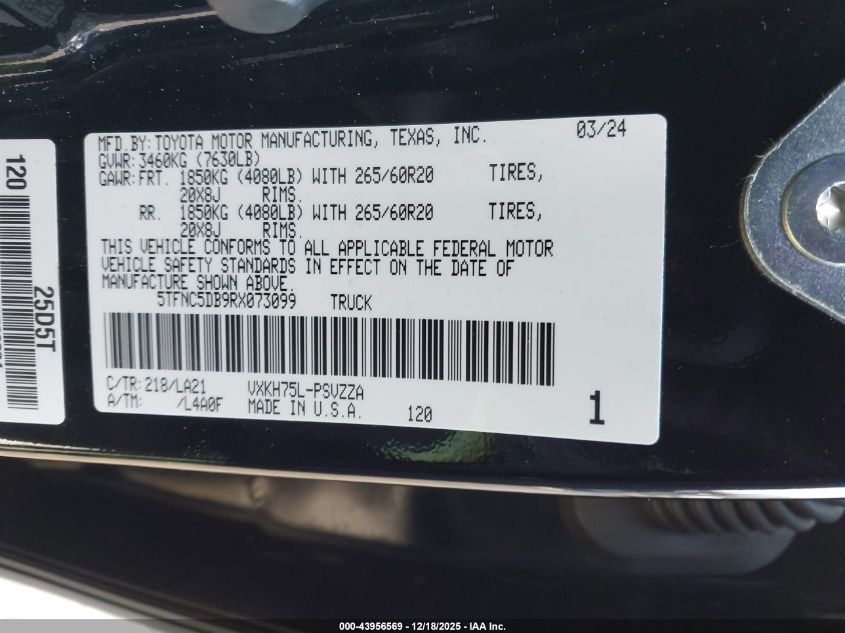 MFD.BY: TOYOTA MOTOR MANUFACTURING, TEXAS, INC. 03/24
GVWR: 3460KG (7630LB)
GAWR: FRT. 1850KG (4080LB) WITH 265/60R20 TIRES,
20X8J RIMS.
RR. 1850KG (4080LB) WITH 265/60R20 TIRES,
20X8J RIMS.
THIS VEHICLE CONFORMS TO ALL APPLICABLE FEDERAL MOTOR
VEHICLE SAFETY STANDARDS IN EFFECT ON THE DATE OF
MANUFACTURE SHOWN ABOVE.
5TFNC5DB9RX073099 TRUCK
C/TR: 218/LA21 VXKH75L-PSVZZA
A/TM: /L4A0F MADE IN U.S.A. 120 1
120
25D5T
000-43956569 - 12/18/2025 - IAA Inc.